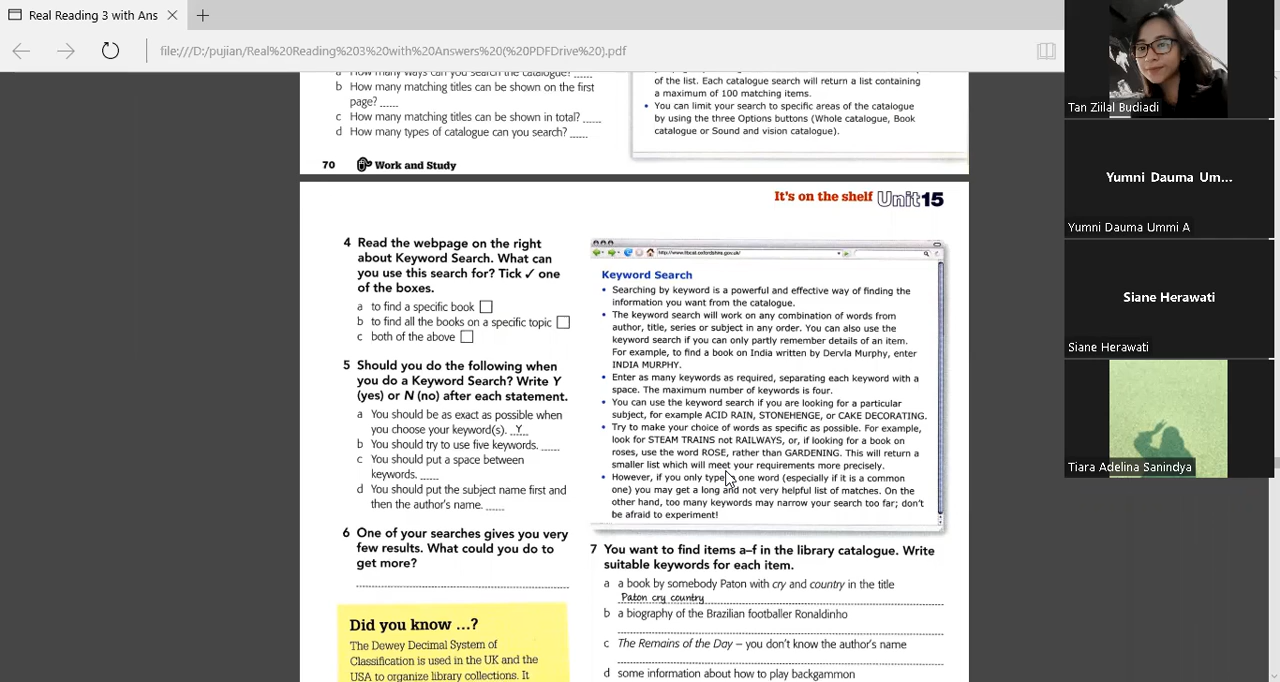 Real Reading 3 with Ans
file:///D:/pujian/Real%20Reading%203%20with%20Answers%20(%20PDFDrive%20).pdf
a How many ways can you search the catalogue?
b How many matching titles can be shown on the first
page?
c How many matching titles can be shown in total?
d How many types of catalogue can you search?
of the list. Each catalogue search will return a list containing
a maximum of 100 matching items.
• You can limit your search to specific areas of the catalogue
by using the three Options buttons (Whole catalogue, Book
catalogue or Sound and vision catalogue).
70 Work and Study
It's on the shelf Unit 15
4 Read the webpage on the right
about Keyword Search. What can
you use this search for? Tick ✓ one
of the boxes.
a to find a specific book
b to find all the books on a specific topic
c both of the above
5 Should you do the following when
you do a Keyword Search? Write Y
(yes) or N (no) after each statement.
a You should be as exact as possible when
you choose your keyword(s). Y
b You should try to use five keywords.
c You should put a space between
keywords.
d You should put the subject name first and
then the author's name.
6 One of your searches gives you very
few results. What could you do to
get more?
Did you know ...?
The Dewey Decimal System of
Classification is used in the UK and the
USA to organize library collections. It
http://www.libcat.oxfordshire.gov.uk/
Keyword Search
• Searching by keyword is a powerful and effective way of finding the
information you want from the catalogue.
• The keyword search will work on any combination of words from
author, title, series or subject in any order. You can also use the
keyword search if you can only partly remember details of an item.
For example, to find a book on India written by Dervla Murphy, enter
INDIA MURPHY.
• Enter as many keywords as required, separating each keyword with a
space. The maximum number of keywords is four.
• You can use the keyword search if you are looking for a particular
subject, for example ACID RAIN, STONEHENGE, or CAKE DECORATING.
• Try to make your choice of words as specific as possible. For example,
look for STEAM TRAINS not RAILWAYS, or, if looking for a book on
roses, use the word ROSE, rather than GARDENING. This will return a
smaller list which will meet your requirements more precisely.
• However, if you only type in one word (especially if it is a common
one) you may get a long and not very helpful list of matches. On the
other hand, too many keywords may narrow your search too far; don't
be afraid to experiment!
7 You want to find items a–f in the library catalogue. Write
suitable keywords for each item.
a a book by somebody Paton with cry and country in the title
Paton cry country
b a biography of the Brazilian footballer Ronaldinho
c The Remains of the Day – you don't know the author's name
d some information about how to play backgammon
Tan Ziilal Budiadi
Yumni Dauma Um...
Yumni Dauma Ummi A
Siane Herawati
Siane Herawati
Tiara Adelina Sanindya